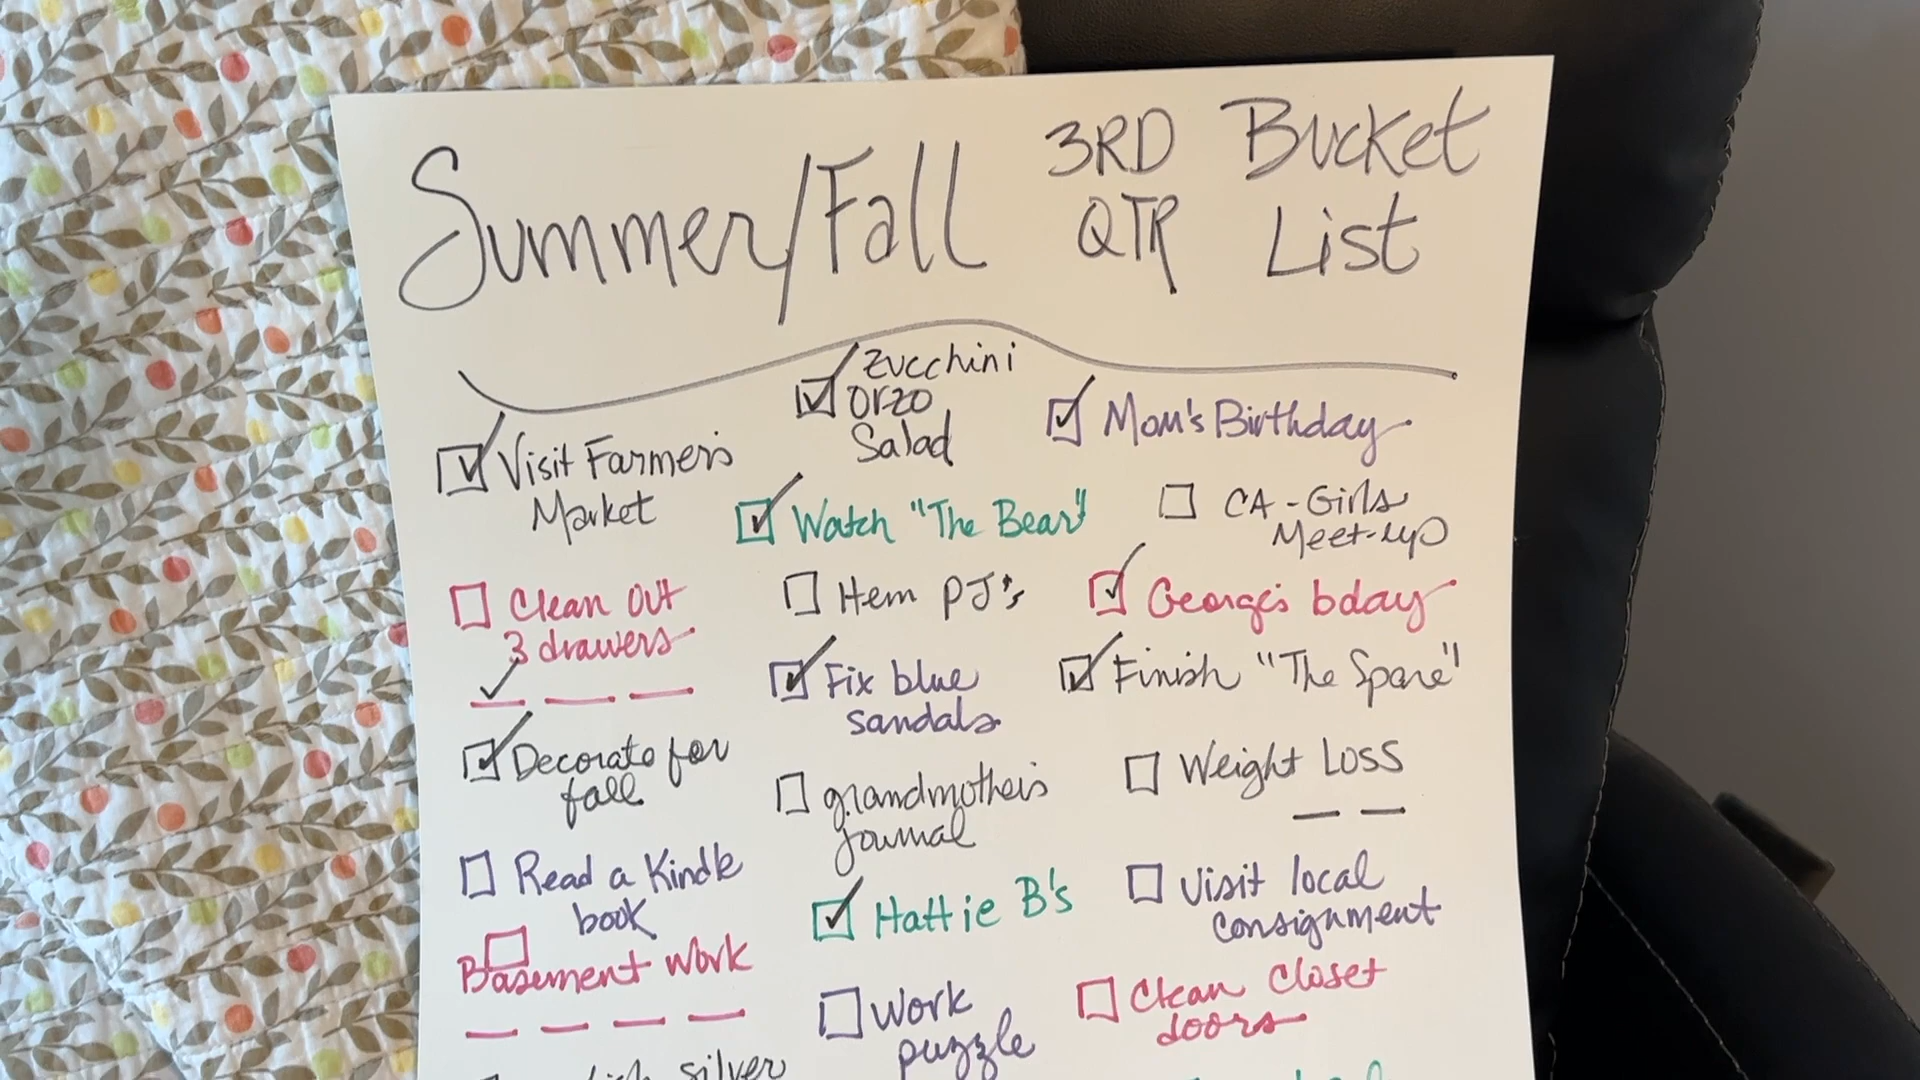 Summer/Fall
3RD
QTR
Bucket
List
Visit Farmer's
Market
Zucchini
Orzo
Salad
Mom's Birthday
Watch "The Bear"
CA - Girls
Meet-up
Clean Out
3 drawers
Hem PJ's
George's bday
Fix blue
sandals
Finish "The Spare"
Decorate for
fall
grandmother's
journal
Weight Loss
Read a Kindle
book
Hattie B's
Visit local
consignment
Basement work
Work
puzzle
Clean Closet
doors
silver